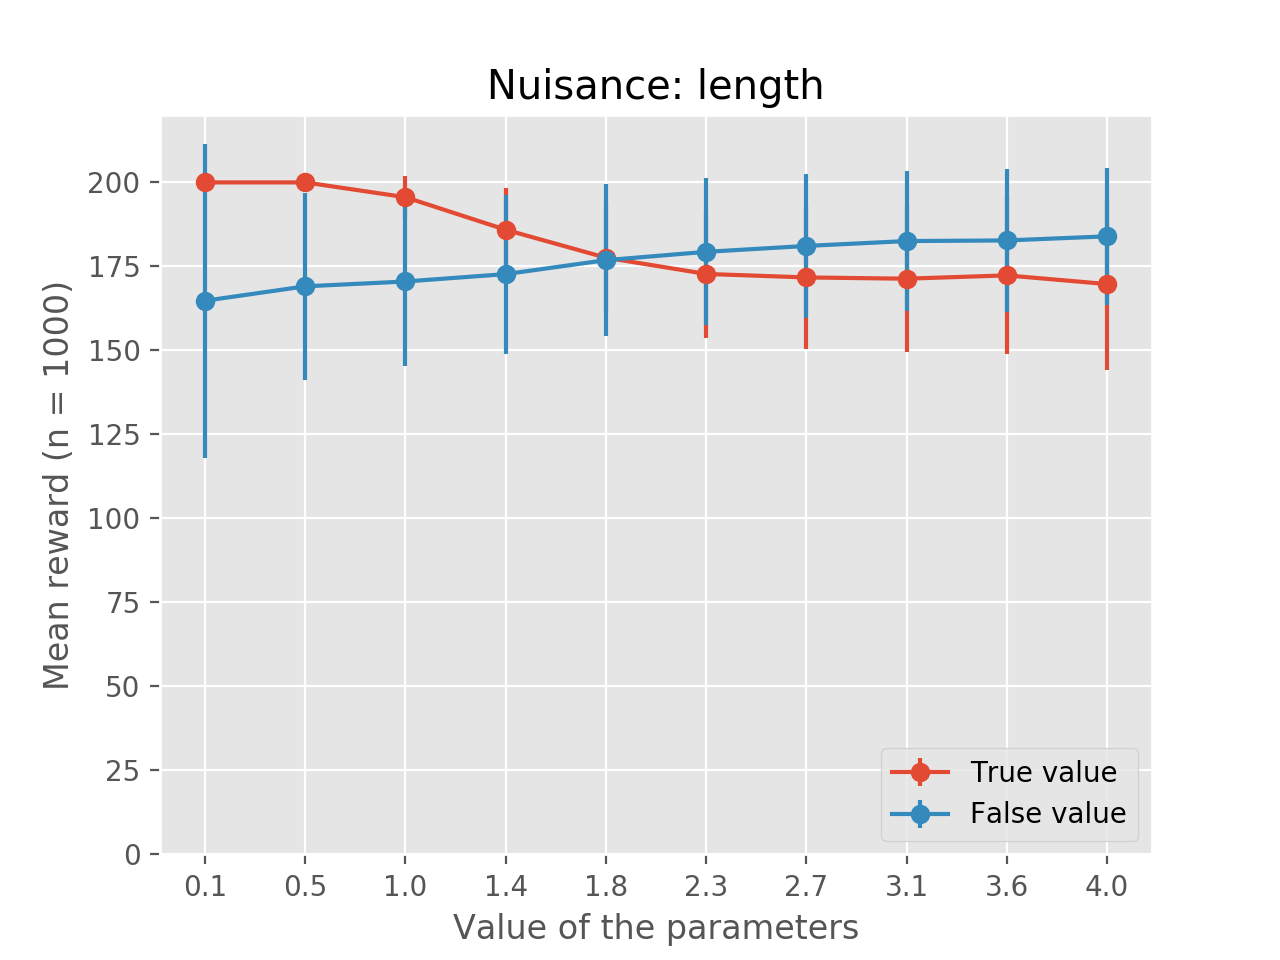 Nuisance: length
Mean reward (n = 1000)
200
175
150
125
100
75
50
25
0
True value
False value
0.1 0.5 1.0 1.4 1.8 2.3 2.7 3.1 3.6 4.0
Value of the parameters